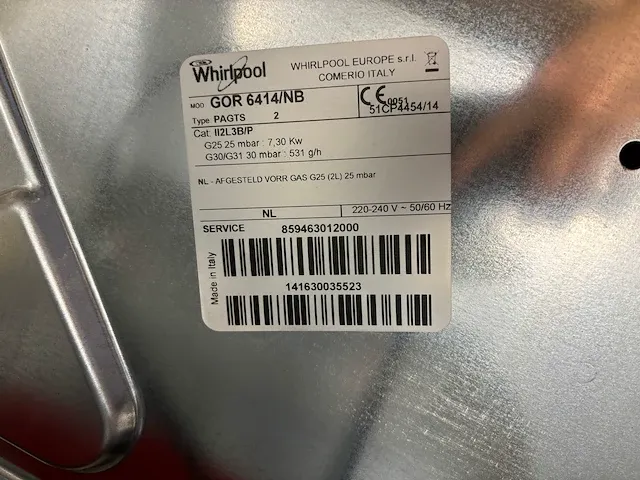 Whirlpool
WHIRLPOOL EUROPE s.r.l.
COMERIO ITALY
MOD GOR 6414/NB
CE 0051
51CP4454/14
Type PAGTS 2
Cat. II2L3B/P
G25 25 mbar : 7,30 Kw
G30/G31 30 mbar : 531 g/h
NL - AFGESTELD VORR GAS G25 (2L) 25 mbar
NL 220-240 V ~ 50/60 Hz
SERVICE 859463012000
Made in Italy
141630035523